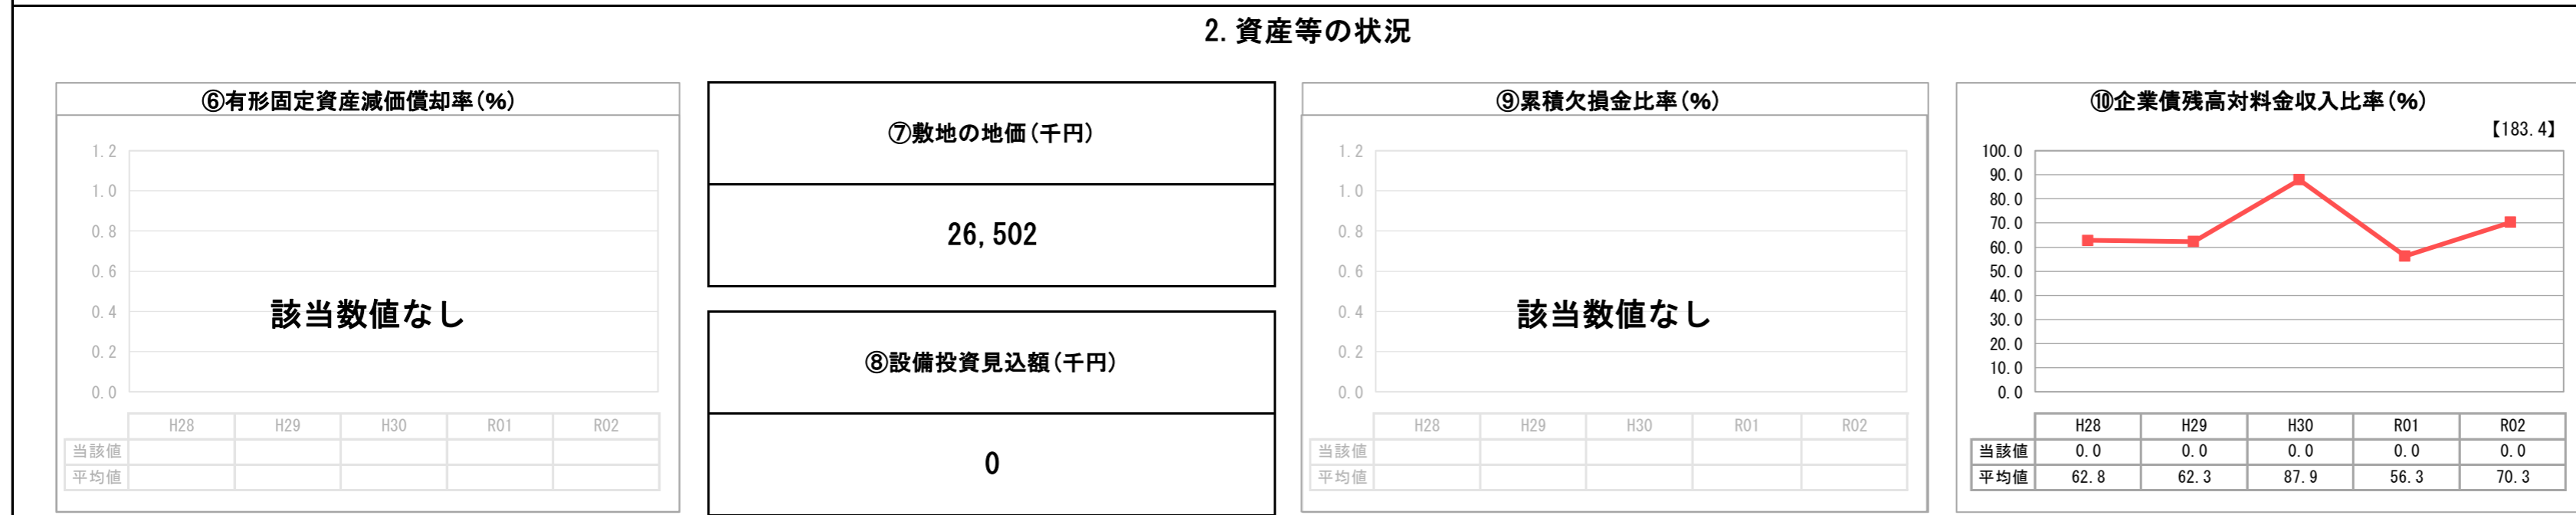 2.資産等の状況
⑥有形固定資産減価償却率(%)
1.2
1.0
0.8
0.6
0.4
0.2
0.0
該当数値なし
H28 H29 H30 R01 R02
当該値
平均値
⑦敷地の地価(千円)
26,502
⑧設備投資見込額(千円)
0
⑨累積欠損金比率(%)
1.2
1.0
0.8
0.6
0.4
0.2
0.0
該当数値なし
H28 H29 H30 R01 R02
当該値
平均値
⑩企業債残高対料金収入比率(%)
【183.4】
100.0
90.0
80.0
70.0
60.0
50.0
40.0
30.0
20.0
10.0
0.0
H28 H29 H30 R01 R02
当該値 0.0 0.0 0.0 0.0 0.0
平均値 62.8 62.3 87.9 56.3 70.3